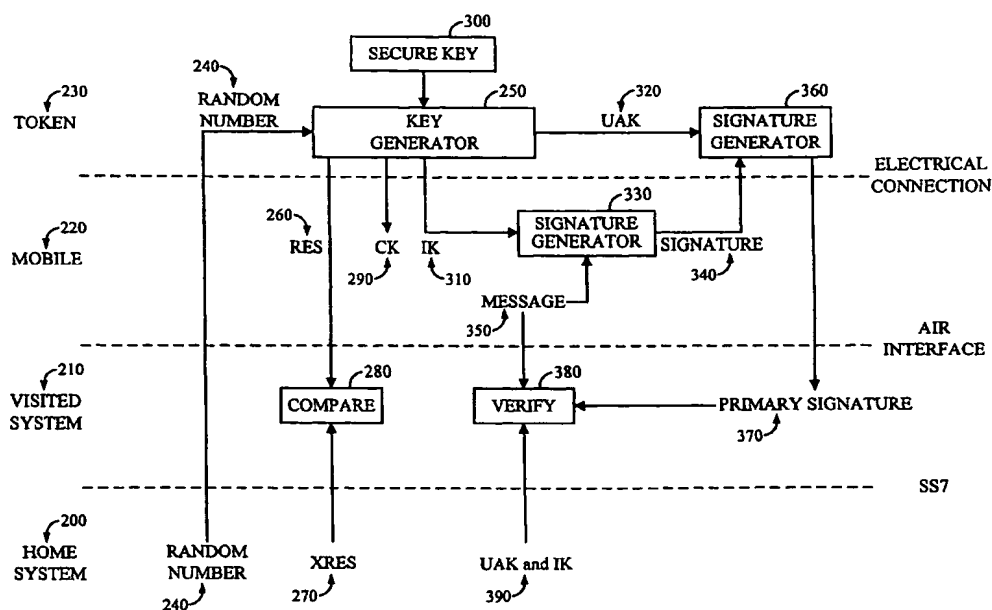 300
SECURE KEY
240
230
RANDOM
NUMBER
TOKEN
250
KEY
GENERATOR
320
UAK
360
SIGNATURE
GENERATOR
ELECTRICAL
CONNECTION
220
MOBILE
260
RES
CK
290
IK
310
330
SIGNATURE
GENERATOR
SIGNATURE
340
MESSAGE
350
AIR
INTERFACE
210
VISITED
SYSTEM
280
COMPARE
380
VERIFY
PRIMARY SIGNATURE
370
SS7
200
HOME
SYSTEM
RANDOM
NUMBER
240
XRES
270
UAK and IK
390